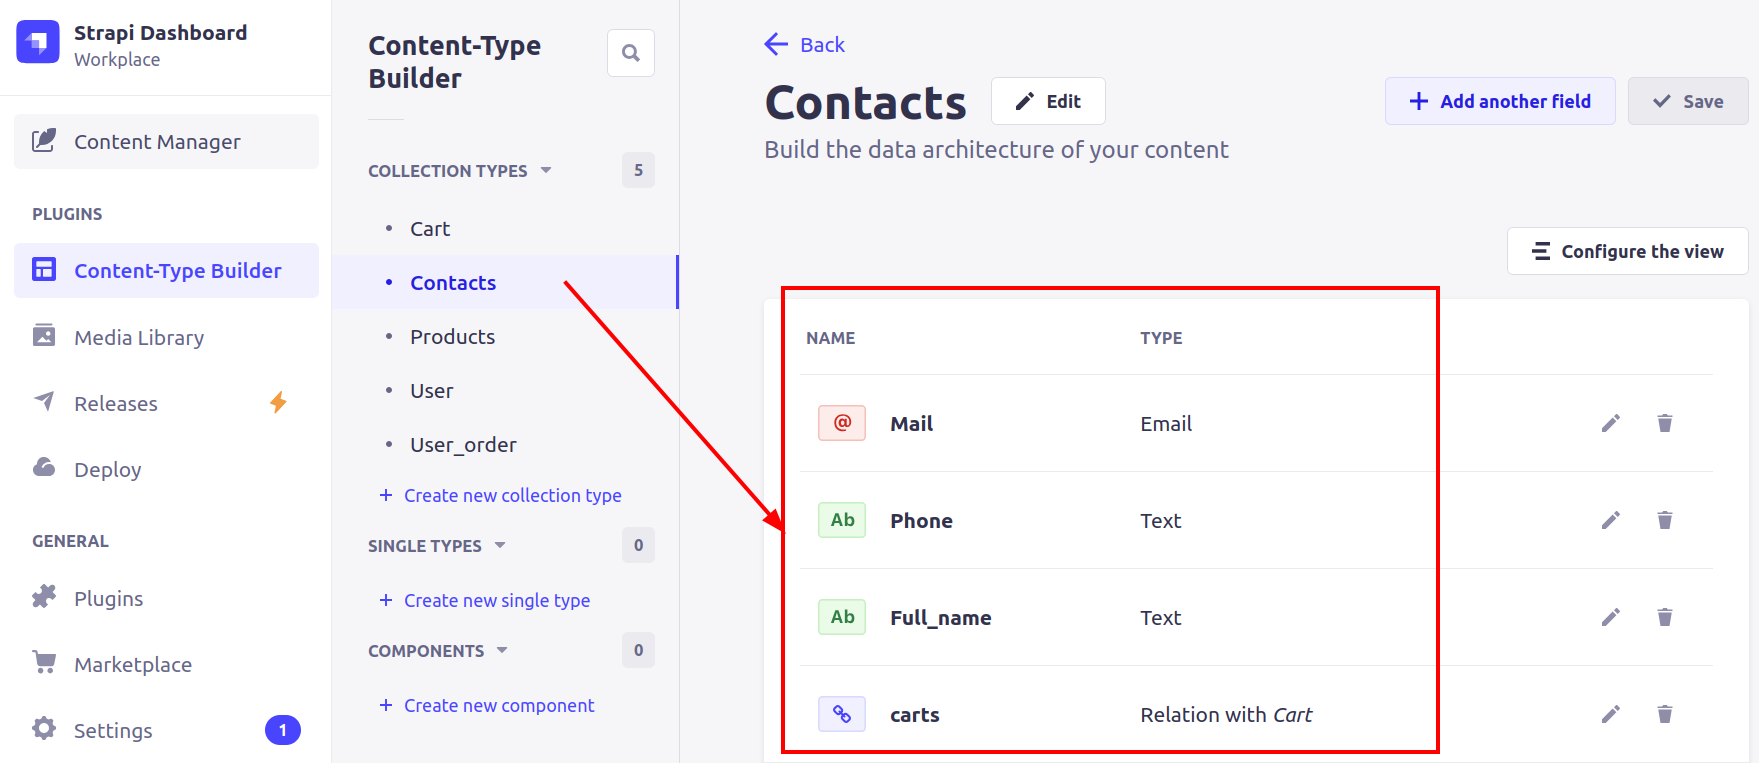 Strapi Dashboard
Workplace
Content Manager
PLUGINS
Content-Type Builder
Media Library
Releases
Deploy
GENERAL
Plugins
Marketplace
Settings 1
Content-Type
Builder
COLLECTION TYPES 5
Cart
Contacts
Products
User
User_order
+ Create new collection type
SINGLE TYPES 0
+ Create new single type
COMPONENTS 0
+ Create new component
Back
Contacts Edit
+ Add another field
Save
Build the data architecture of your content
Configure the view
NAME TYPE
@ Mail Email
Ab Phone Text
Ab Full_name Text
carts Relation with Cart